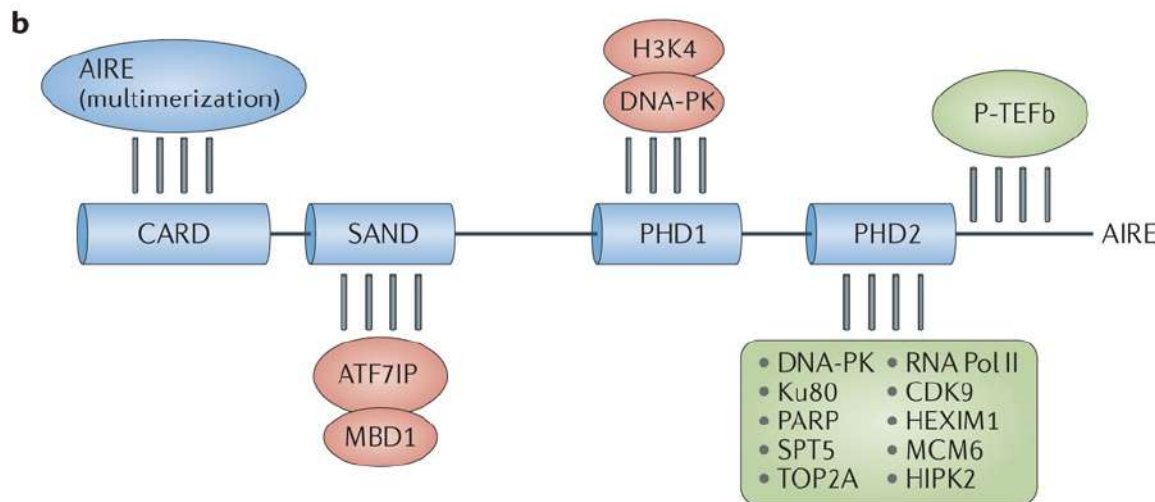 b
AIRE
(multimerization)
H3K4
DNA-PK
P-TEFb
CARD
SAND
PHD1
PHD2
AIRE
ATF7IP
MBD1
• DNA-PK
• Ku80
• PARP
• SPT5
• TOP2A
• RNA Pol II
• CDK9
• HEXIM1
• MCM6
• HIPK2